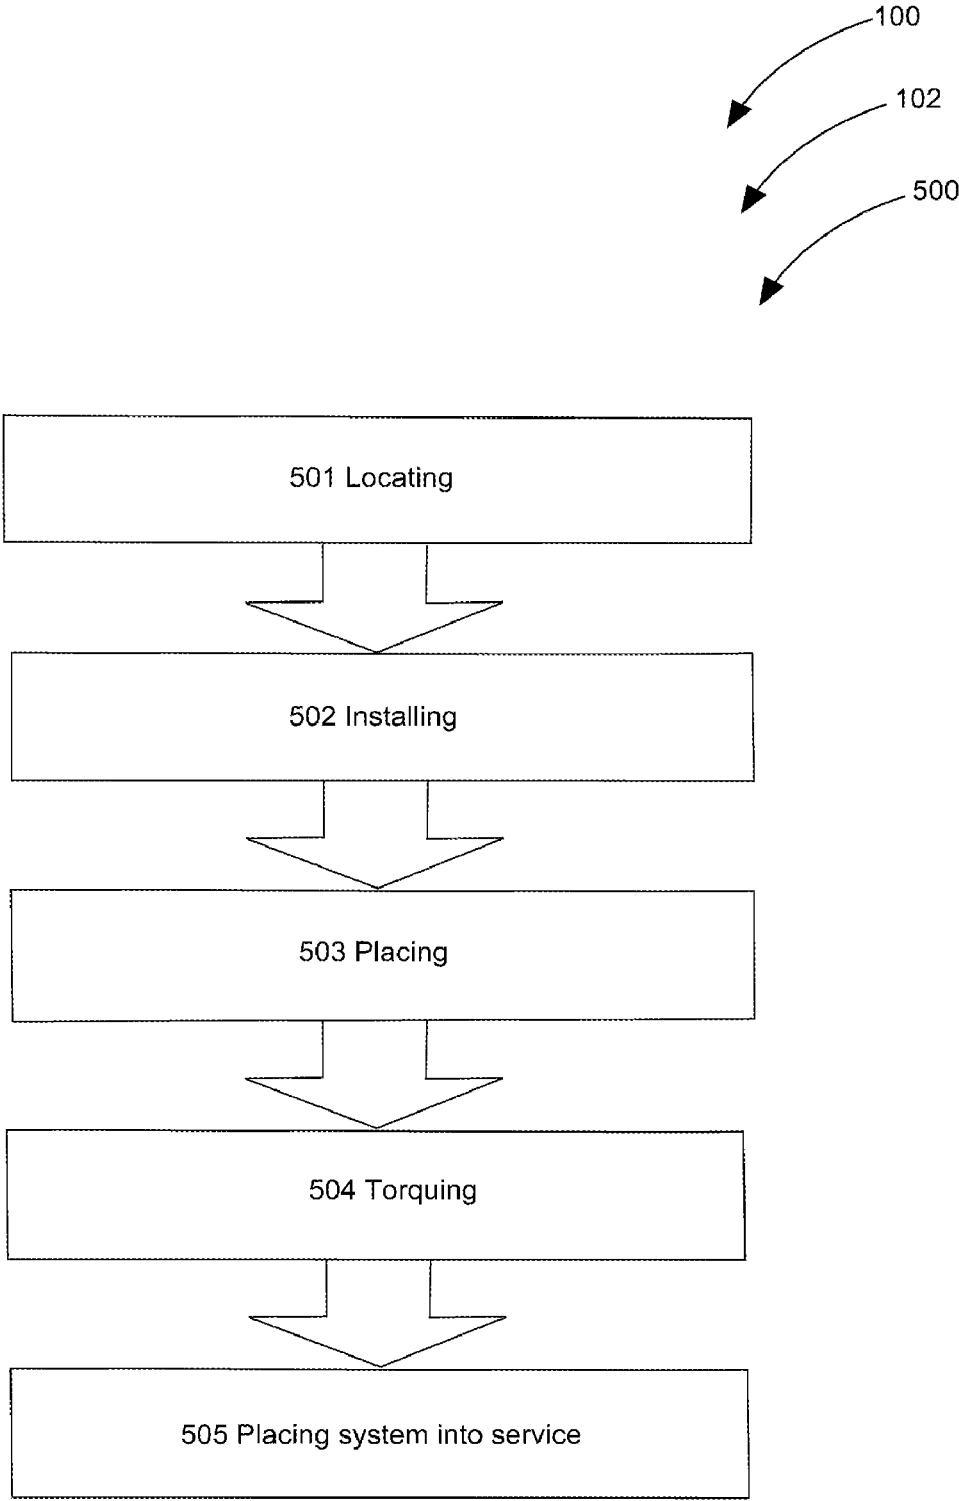 100
102
500
501 Locating
502 Installing
503 Placing
504 Torquing
505 Placing system into service